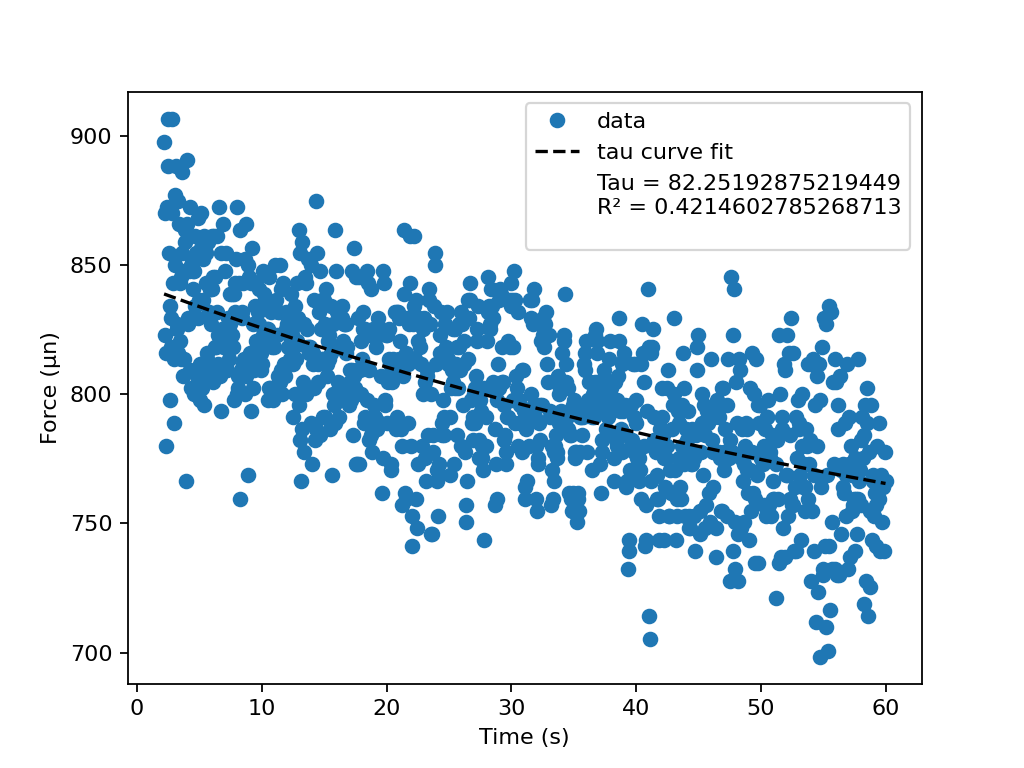 data
tau curve fit
Tau = 82.25192875219449
R² = 0.4214602785268713
900
850
800
750
700
Force (μn)
0 10 20 30 40 50 60
Time (s)